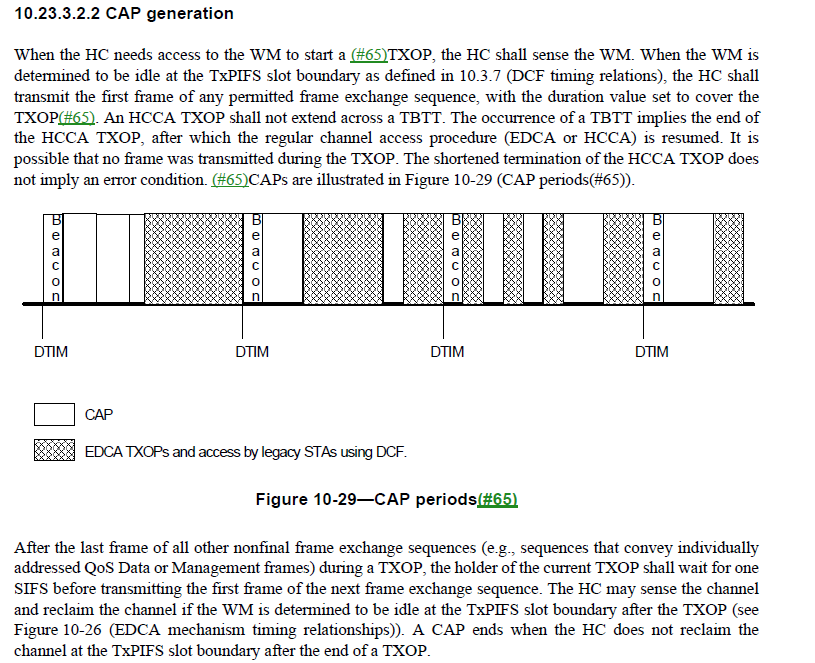 10.23.3.2.2 CAP generation
When the HC needs access to the WM to start a (#65)TXOP, the HC shall sense the WM. When the WM is
determined to be idle at the TxPIFS slot boundary as defined in 10.3.7 (DCF timing relations), the HC shall
transmit the first frame of any permitted frame exchange sequence, with the duration value set to cover the
TXOP(#65). An HCCA TXOP shall not extend across a TBTT. The occurrence of a TBTT implies the end of
the HCCA TXOP, after which the regular channel access procedure (EDCA or HCCA) is resumed. It is
possible that no frame was transmitted during the TXOP. The shortened termination of the HCCA TXOP does
not imply an error condition. (#65)CAPs are illustrated in Figure 10-29 (CAP periods(#65)).
Beacon
Beacon
Beacon
Beacon
DTIM DTIM DTIM DTIM
CAP
EDCA TXOPs and access by legacy STAs using DCF.
Figure 10-29—CAP periods(#65)
After the last frame of all other nonfinal frame exchange sequences (e.g., sequences that convey individually
addressed QoS Data or Management frames) during a TXOP, the holder of the current TXOP shall wait for one
SIFS before transmitting the first frame of the next frame exchange sequence. The HC may sense the channel
and reclaim the channel if the WM is determined to be idle at the TxPIFS slot boundary after the TXOP (see
Figure 10-26 (EDCA mechanism timing relationships)). A CAP ends when the HC does not reclaim the
channel at the TxPIFS slot boundary after the end of a TXOP.